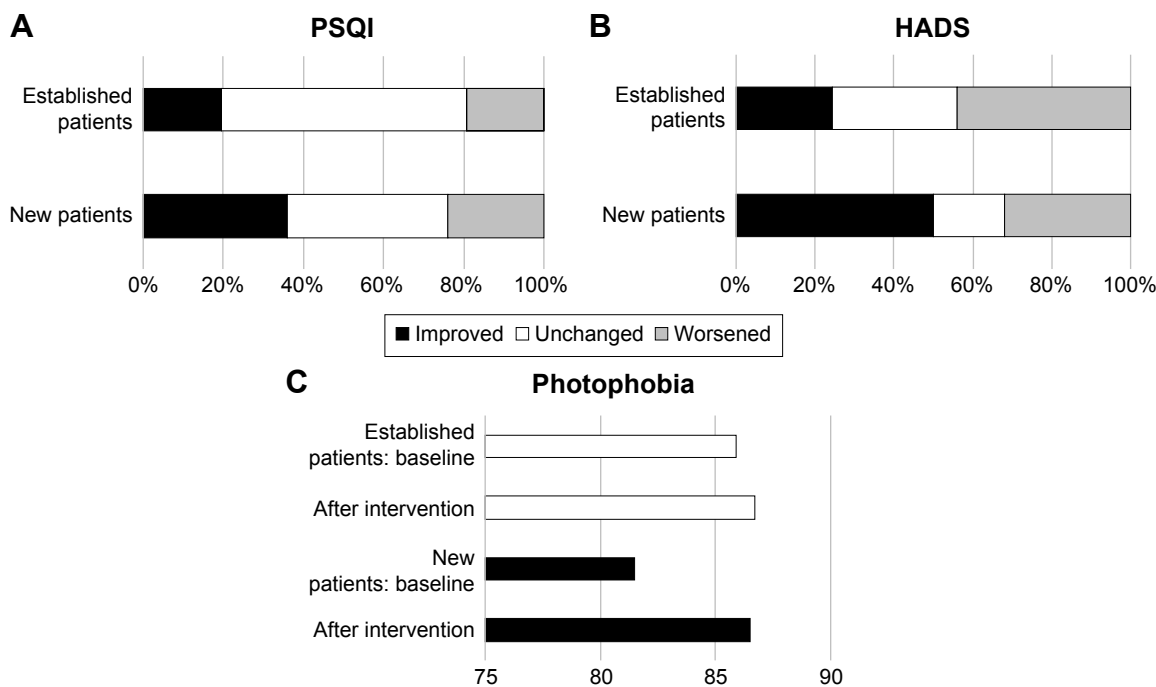 A
PSQI
Established
patients
New patients
0% 20% 40% 60% 80% 100%
B
HADS
Established
patients
New patients
0% 20% 40% 60% 80% 100%
Improved Unchanged Worsened
C
Photophobia
Established
patients: baseline
After intervention
New
patients: baseline
After intervention
75 80 85 90